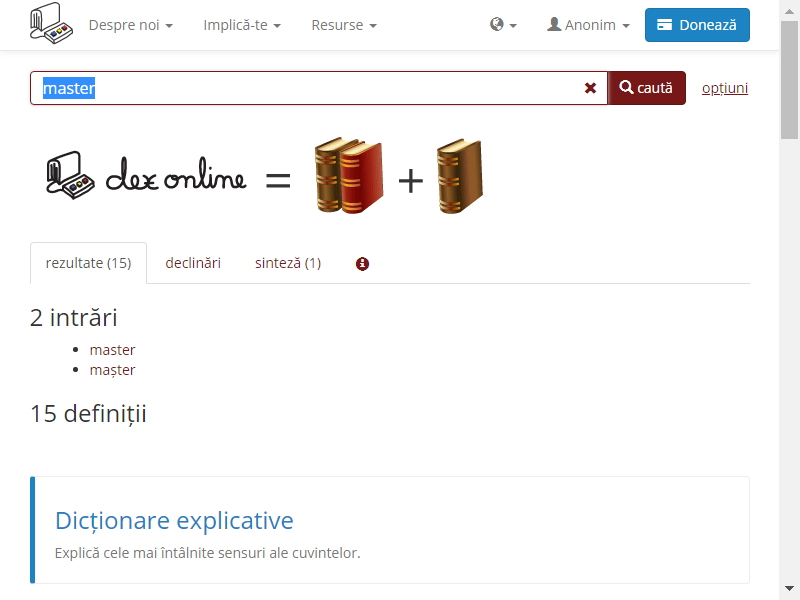 Despre noi Implică-te Resurse Anonim Donează
master caută opțiuni
dex online = +
rezultate (15) declinări sinteză (1)
2 intrări
master
mașter
15 definiții
Dicționare explicative
Explică cele mai întâlnite sensuri ale cuvintelor.